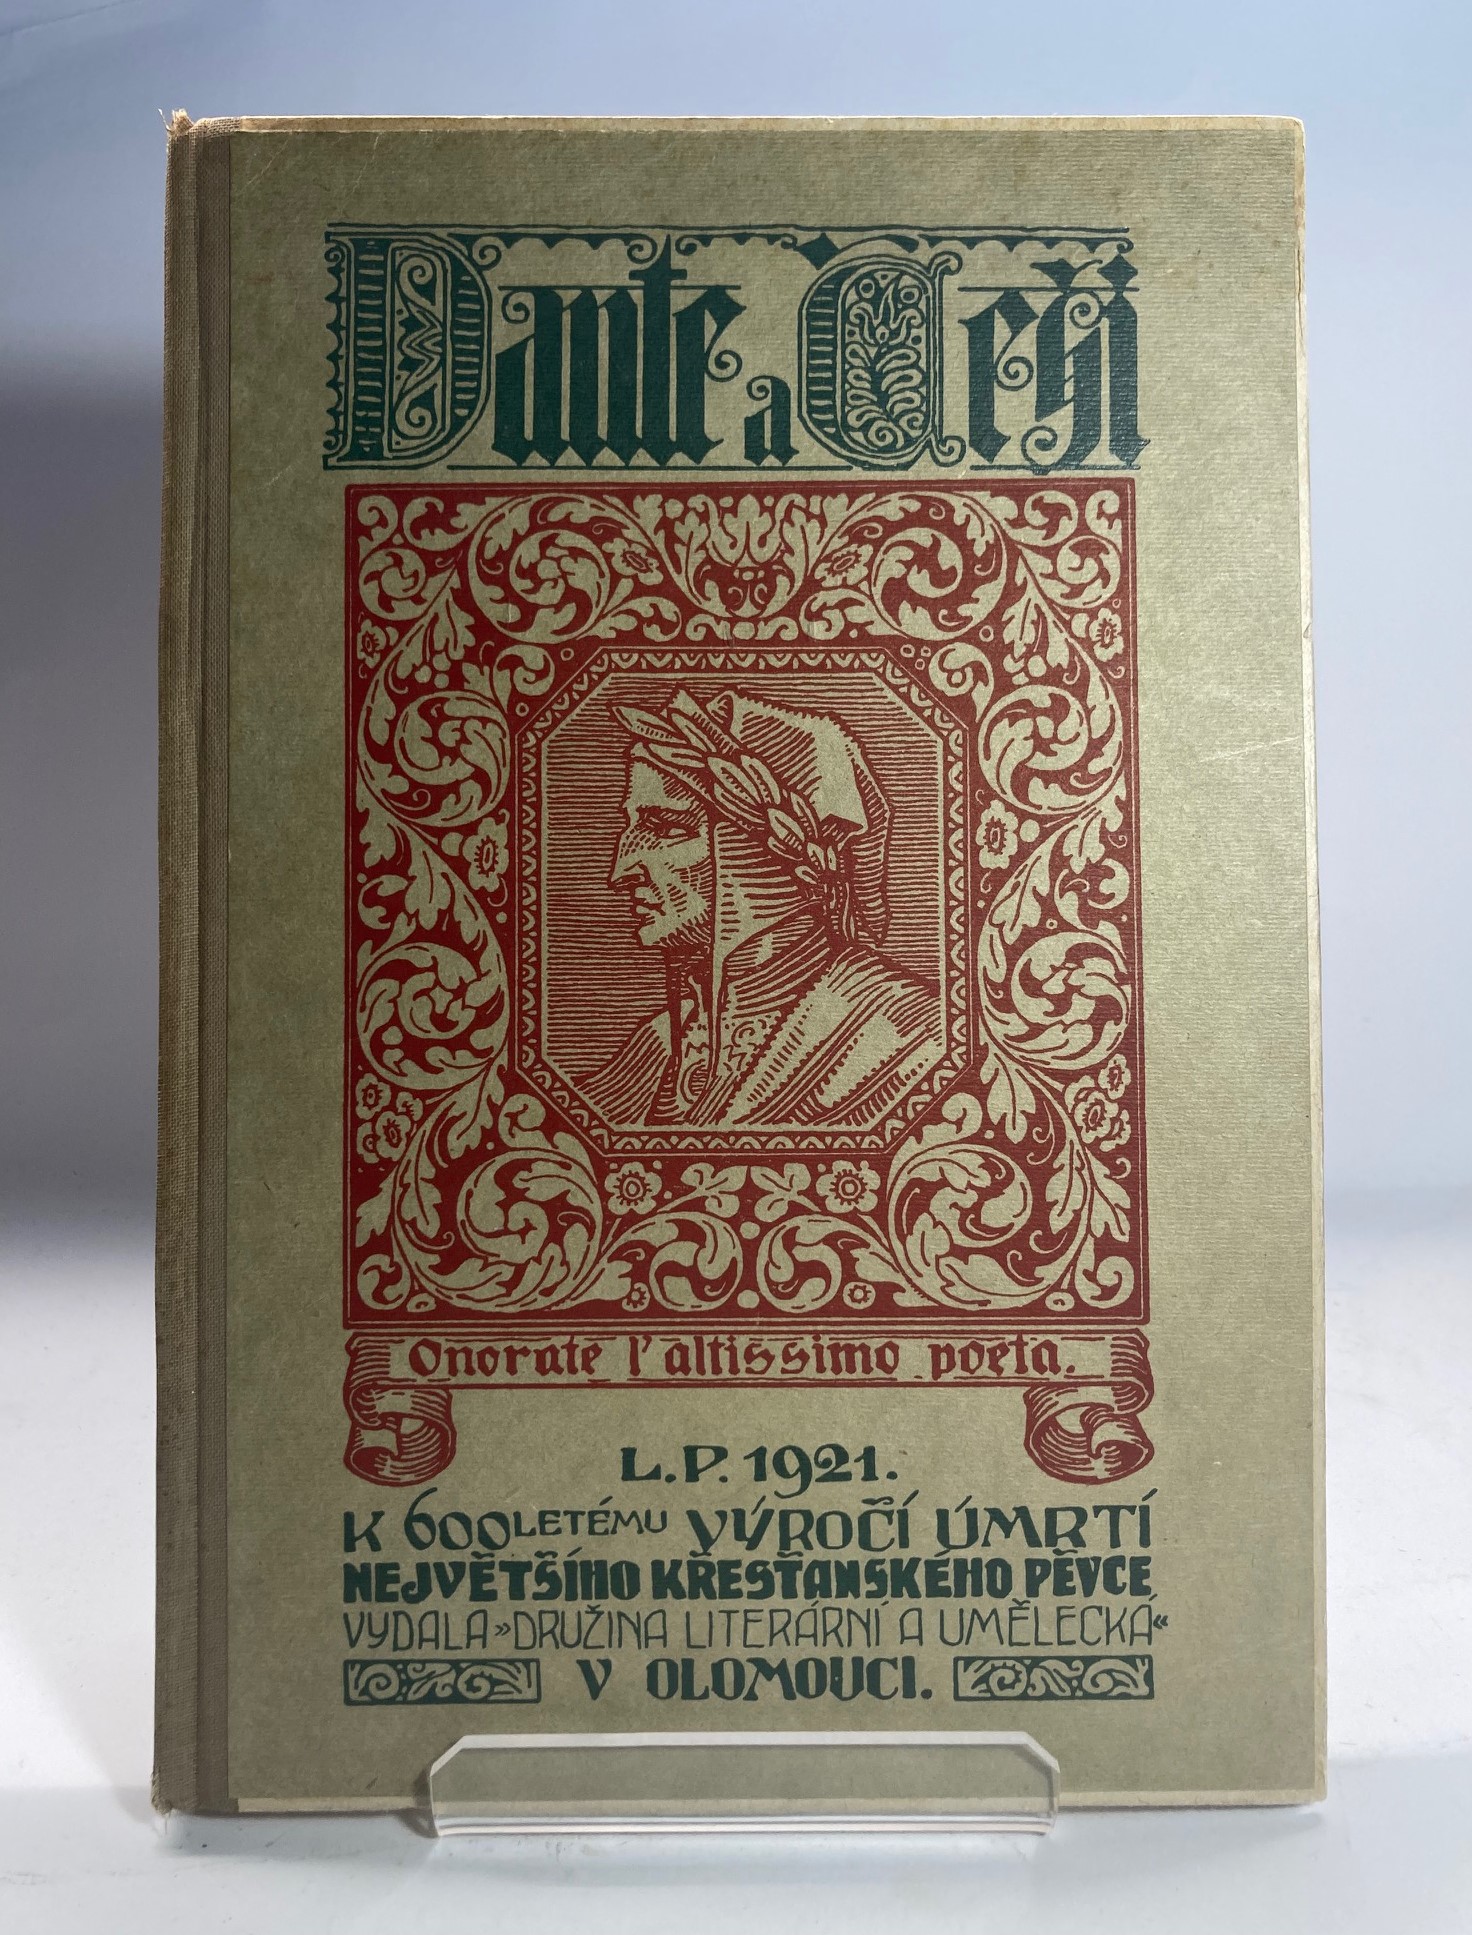 Dante a Češi
Onorate l'altissimo poeta.
L. P. 1921.
K 600LETÉMU VÝROČÍ ÚMRTÍ
NEJVĚTŠÍHO KŘESŤANSKÉHO PĚVCE
VYDALA »DRUŽINA LITERÁRNÍ A UMĚLECKÁ«
V OLOMOUCI.